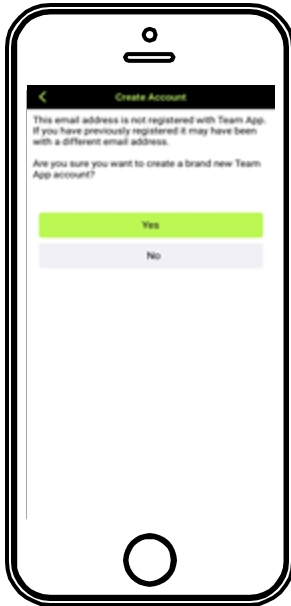 Create Account
This email address is not registered with Team App.
If you have previously registered it may have been
with a different email address.
Are you sure you want to create a brand new Team
App account?
Yes
No